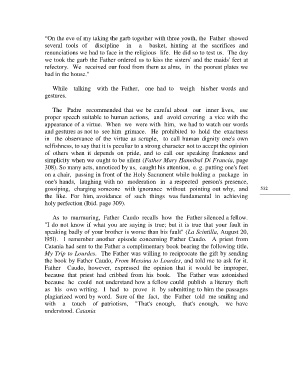 "On the eve of my taking the garb together with three youth, the Father showed
several tools of discipline in a basket, hinting at the sacrifices and
renunciations we had to face in the religious life. He did so to test us. The day
we took the garb the Father ordered us to kiss the sisters' and the maids' feet at
refectory. We received our food from them as alms, in the poorest plates we
had in the house."
While talking with the Father, one had to weigh his/her words and
gestures.
The Padre recommended that we be careful about our inner lives, use
proper speech suitable to human actions, and avoid covering a vice with the
appearance of a virtue. When we were with him, we had to watch our words
and gestures as not to see him grimace. He prohibited to hold the exactness
in the observance of the virtue as scruple, to call human dignity one's own
selfishness, to say that it is peculiar to a strong character not to accept the opinion
of others when it depends on pride, and to call our speaking frankness and
simplicity when we ought to be silent (Father Mary Hannibal Di Francia, page
308). So many acts, unnoticed by us, caught his attention, e. g. putting one's feet
on a chair, passing in front of the Holy Sacrament while holding a package in
one's hands, laughing with no moderation in a respected person's presence,
gossiping, charging someone with ignorance without pointing out why, and
the like. For him, avoidance of such things was fundamental in achieving
holy perfection (Ibid. page 309).
532
As to murmuring, Father Caudo recalls how the Father silenced a fellow.
"I do not know if what you are saying is true; but it is true that your fault in
speaking badly of your brother is worse than his fault" (La Scintilla, August 20,
1951). I remember another episode concerning Father Caudo. A priest from
Catania had sent to the Father a complimentary book bearing the following title,
My Trip to Lourdes. The Father was willing to reciprocate the gift by sending
the book by Father Caudo, From Messina to Lourdes, and told me to ask for it.
Father Caudo, however, expressed the opinion that it would be improper,
because that priest had cribbed from his book. The Father was astonished
because he could not understand how a fellow could publish a literary theft
as his own writing. I had to prove it by submitting to him the passages
plagiarized word by word. Sure of the fact, the Father told me smiling and
with a touch of patriotism, "That's enough, that's enough, we have
understood. Catania